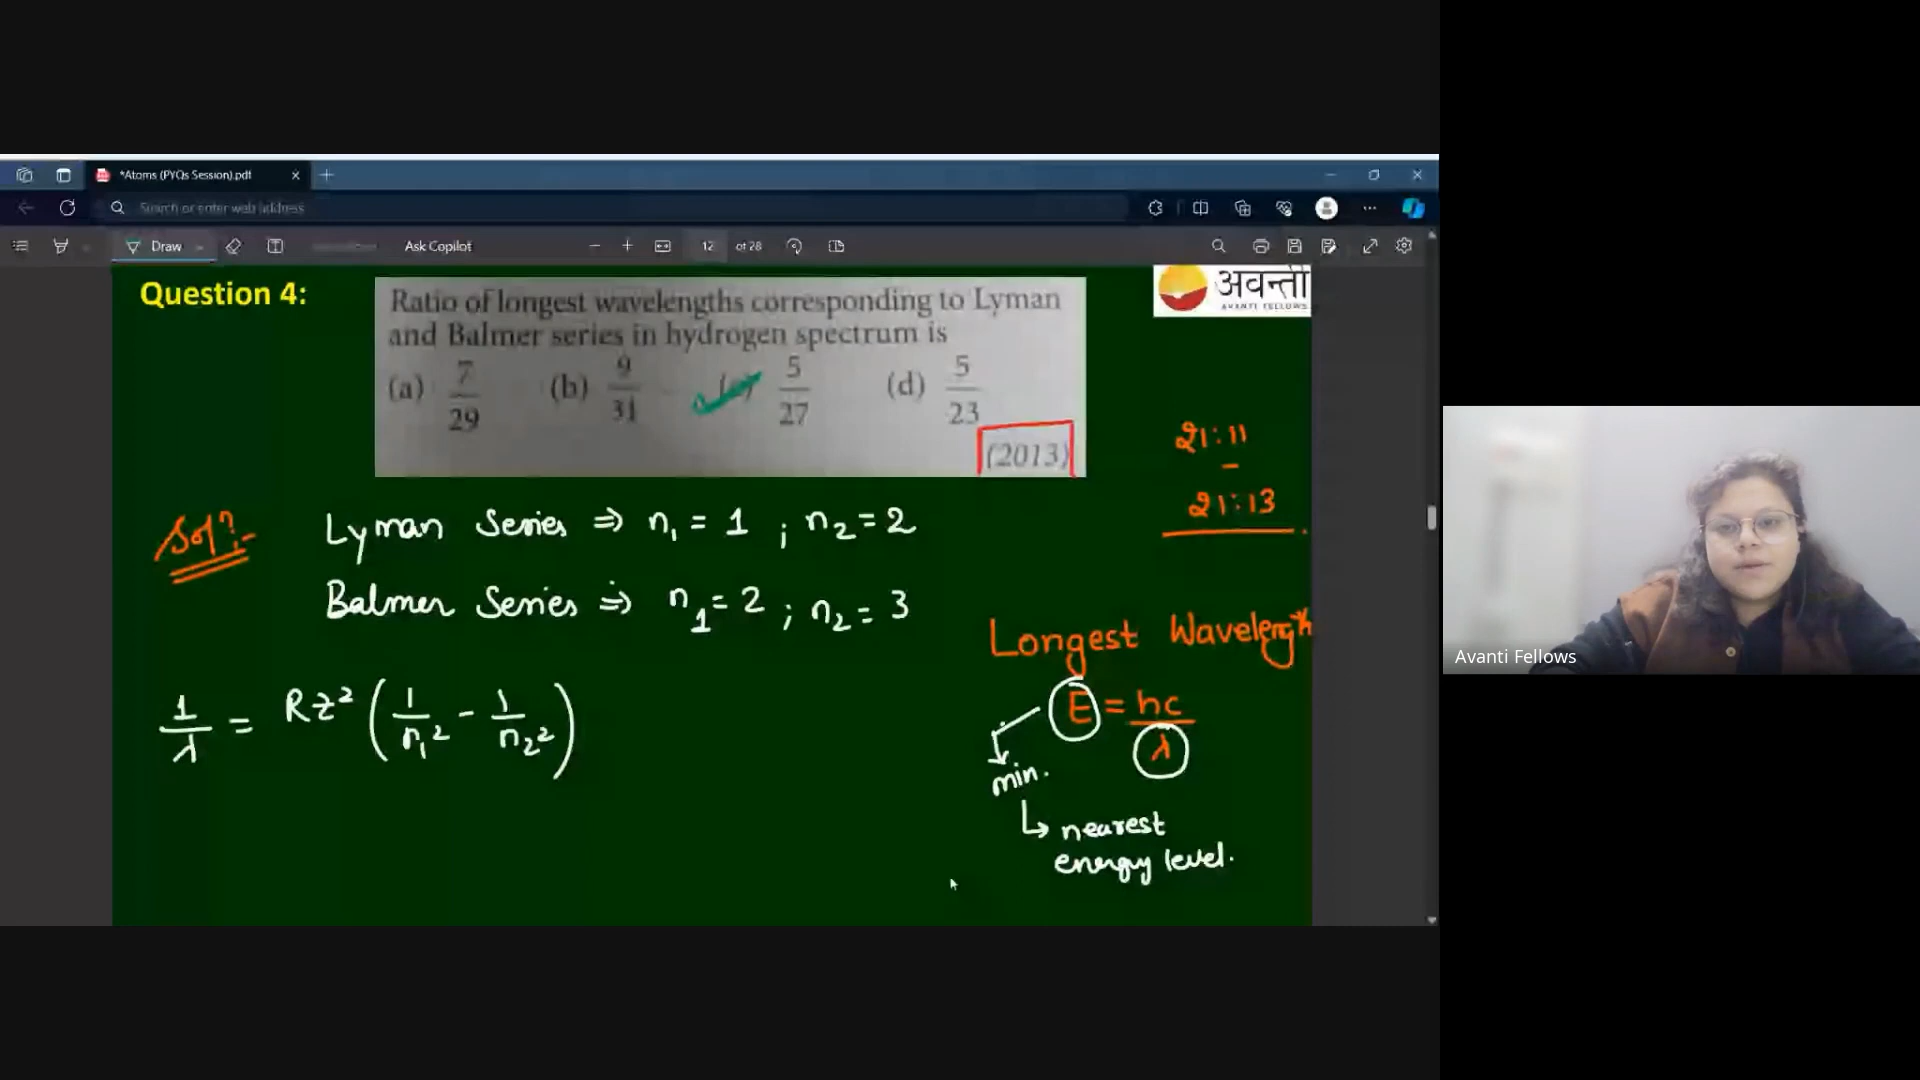 *Atoms (PYQs Session).pdf
Search or enter web address
Draw
Ask Copilot
12 of 28
Question 4:
Ratio of longest wavelengths corresponding to Lyman
and Balmer series in hydrogen spectrum is
(a) 7/29 (b) 9/31 5/27 (d) 5/23
(2013)
अवन्ती
AVANTI FELLOWS
21:11
–
21:13
Sol?:-
Lyman Series ⇒ n₁ = 1 ; n₂ = 2
Balmer Series ⇒ n₁ = 2 ; n₂ = 3
Longest Wavelength
1/λ = Rz² (1/n₁² - 1/n₂²)
E = hc/λ
min.
↳ nearest
energy level.
Avanti Fellows